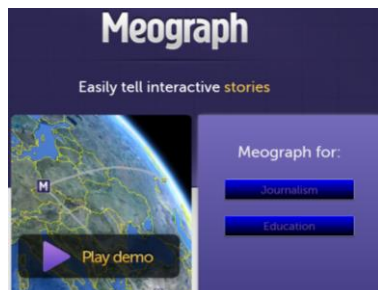 Meograph
Easily tell interactive stories
Meograph for:
Journalism
Education
M
Play demo